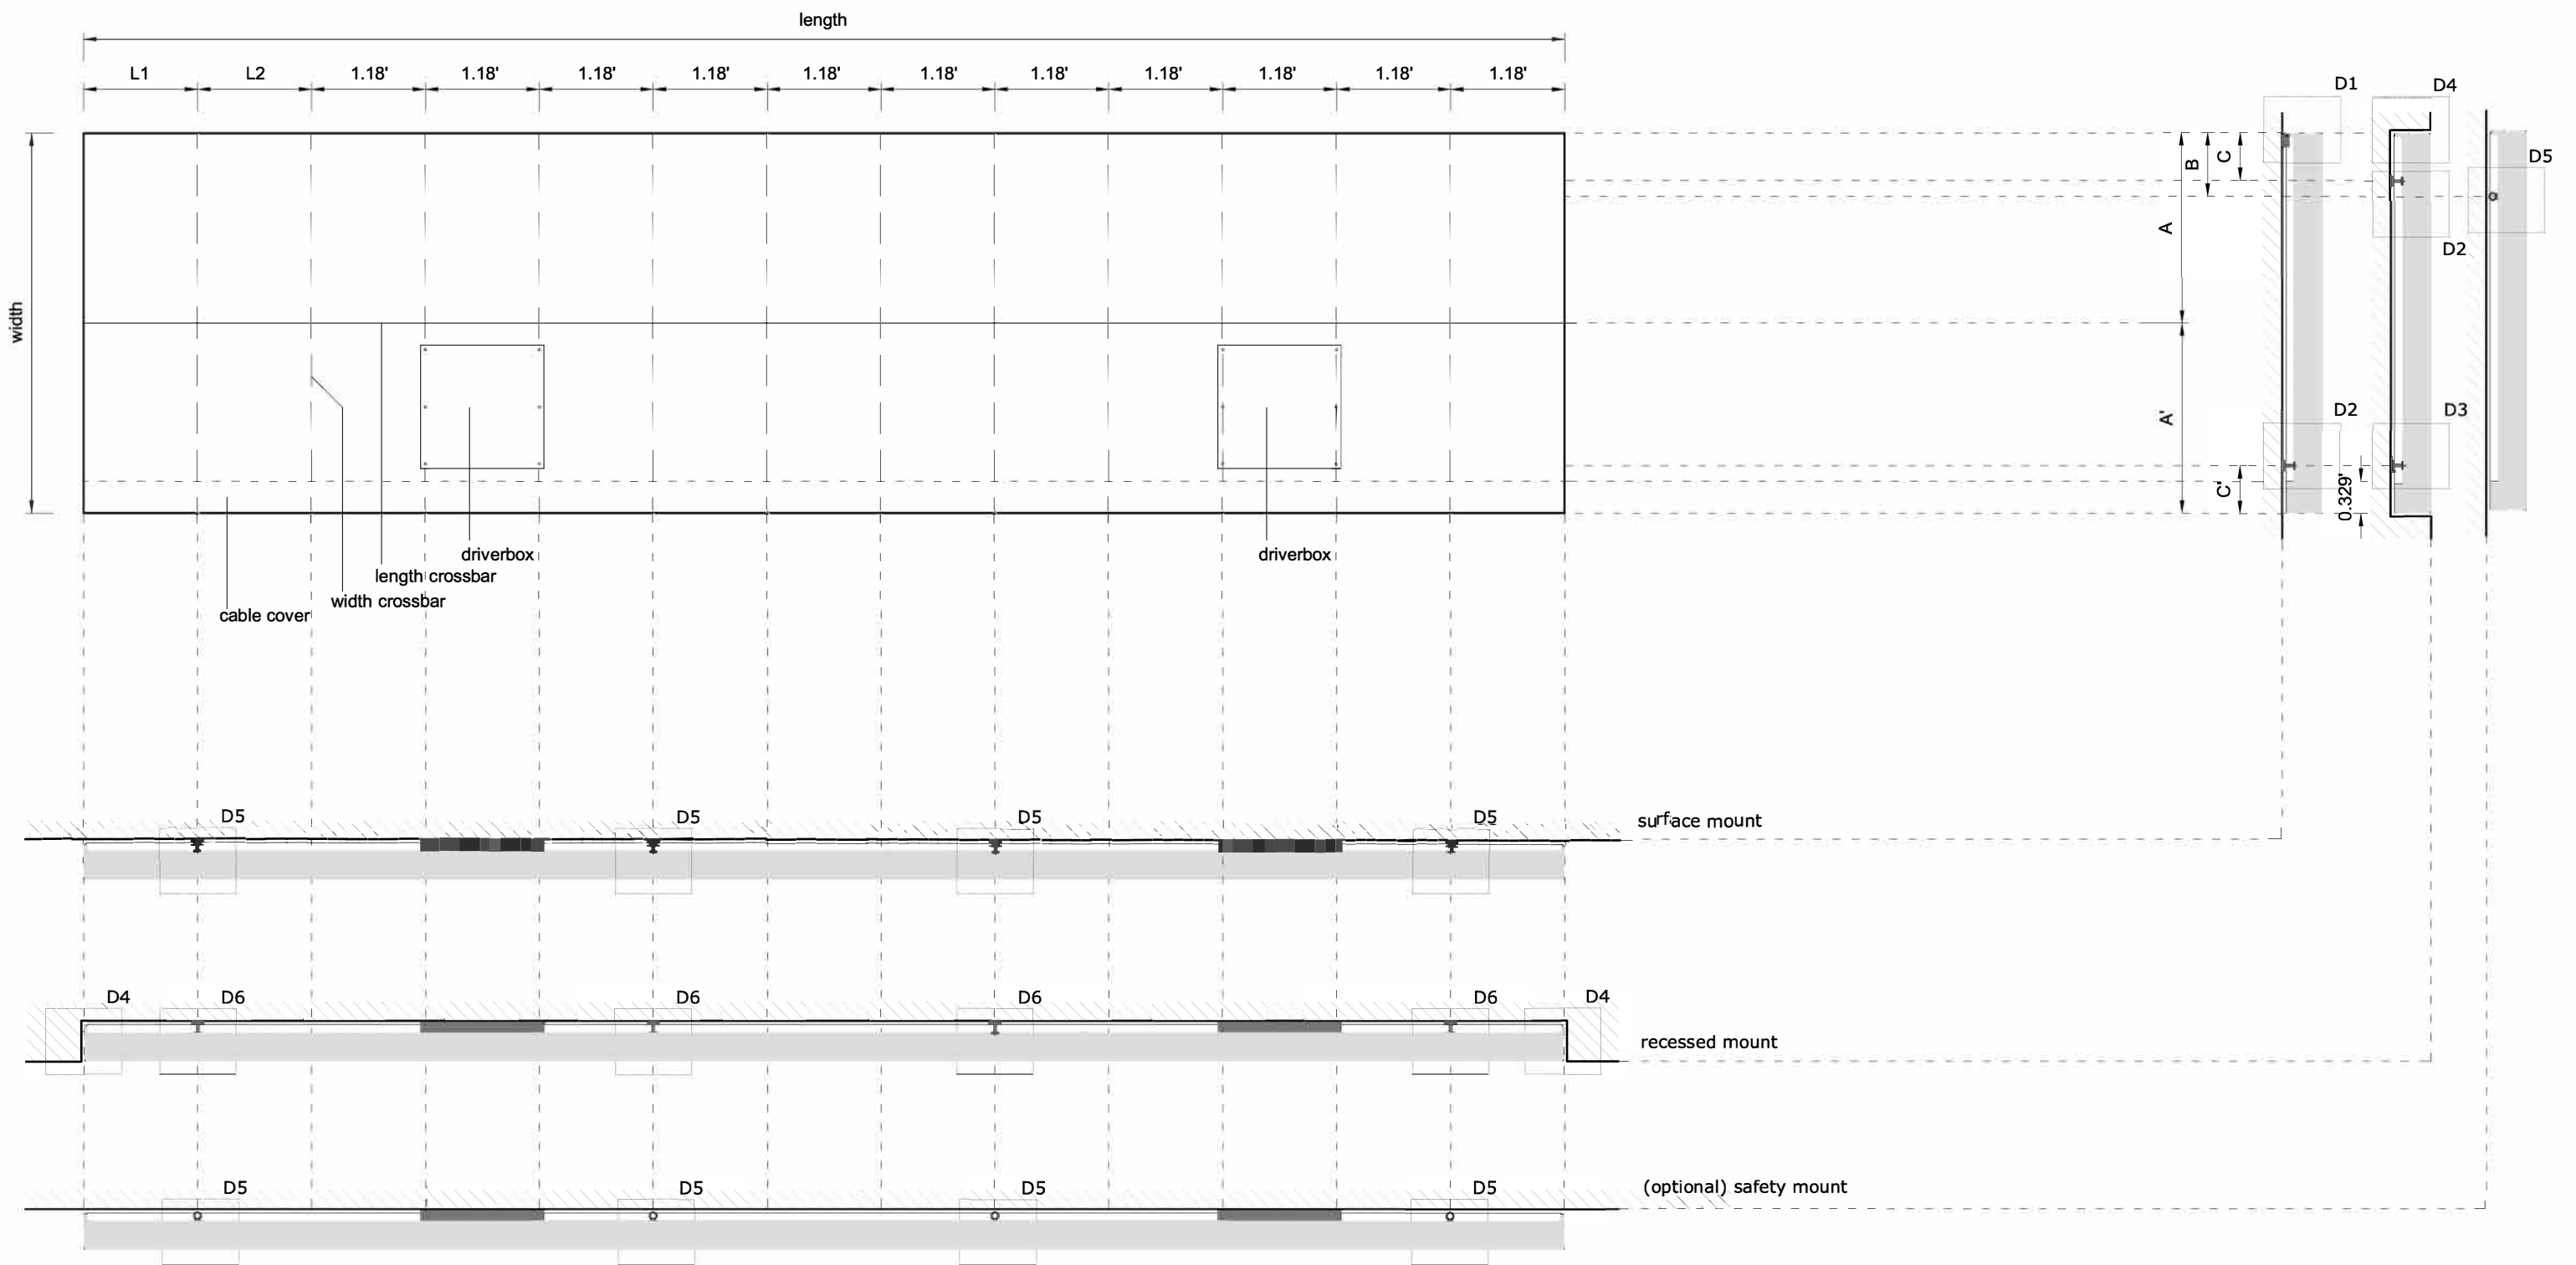 length
L1 L2 1.18' 1.18' 1.18' 1.18' 1.18' 1.18' 1.18' 1.18' 1.18' 1.18' 1.18'
D1 D4
B C D5
A D2
width
A' D2 D3
C' 0.329'
driverbox driverbox
length crossbar
width crossbar
cable cover
D5 D5 D5 D5 surface mount
D4 D6 D6 D6 D6 D4
recessed mount
D5 D5 D5 D5 (optional) safety mount